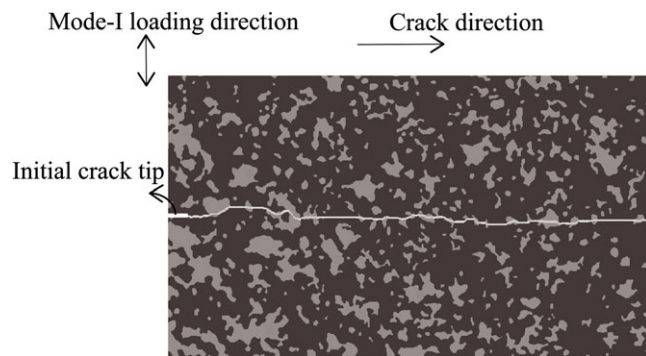 Mode-I loading direction
Crack direction
Initial crack tip